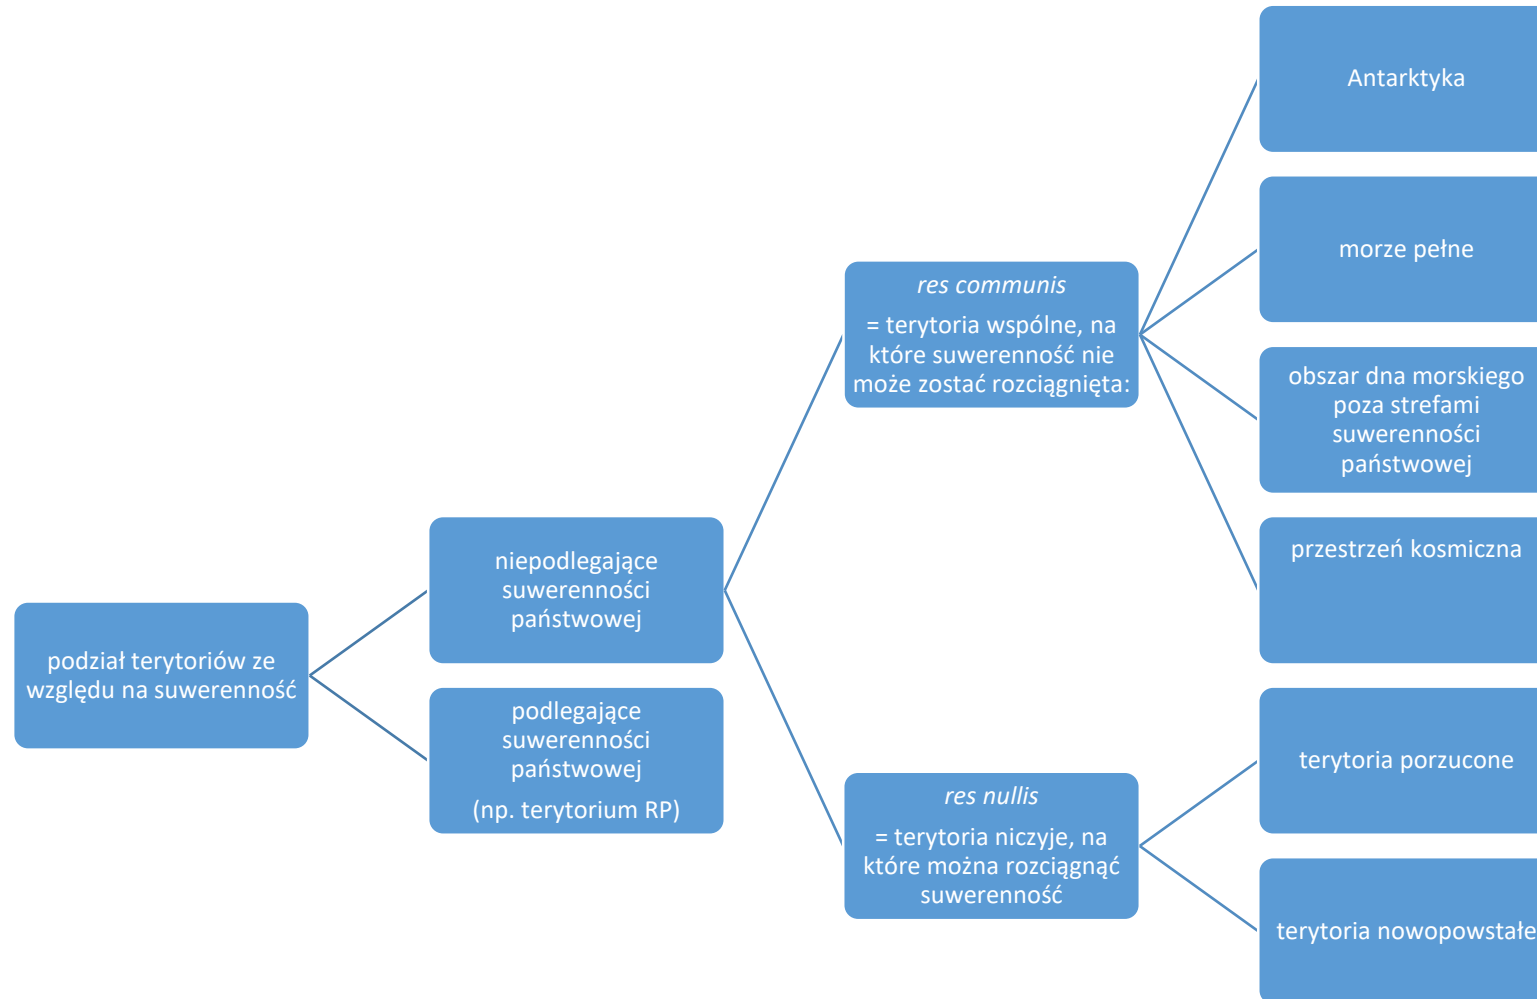 podział terytoriów ze
względu na suwerenność
niepodlegające
suwerenności
państwowej
res communis
= terytoria wspólne, na
które suwerenność nie
może zostać rozciągnięta:
Antarktyka
morze pełne
obszar dna morskiego
poza strefami
suwerenności
państwowej
przestrzeń kosmiczna
res nullis
= terytoria niczyje, na
które można rozciągnąć
suwerenność
terytoria porzucone
terytoria nowopowstałe
podlegające
suwerenności
państwowej
(np. terytorium RP)